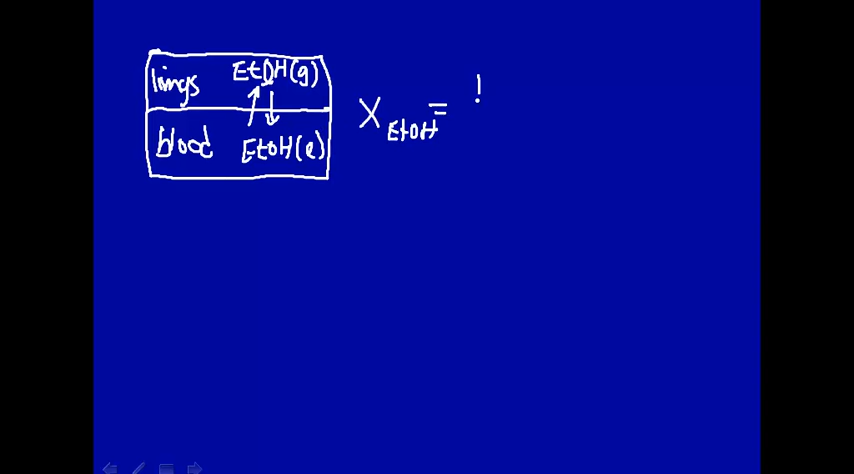 lungs EtOH(g)
X EtOH =
blood EtOH(l)